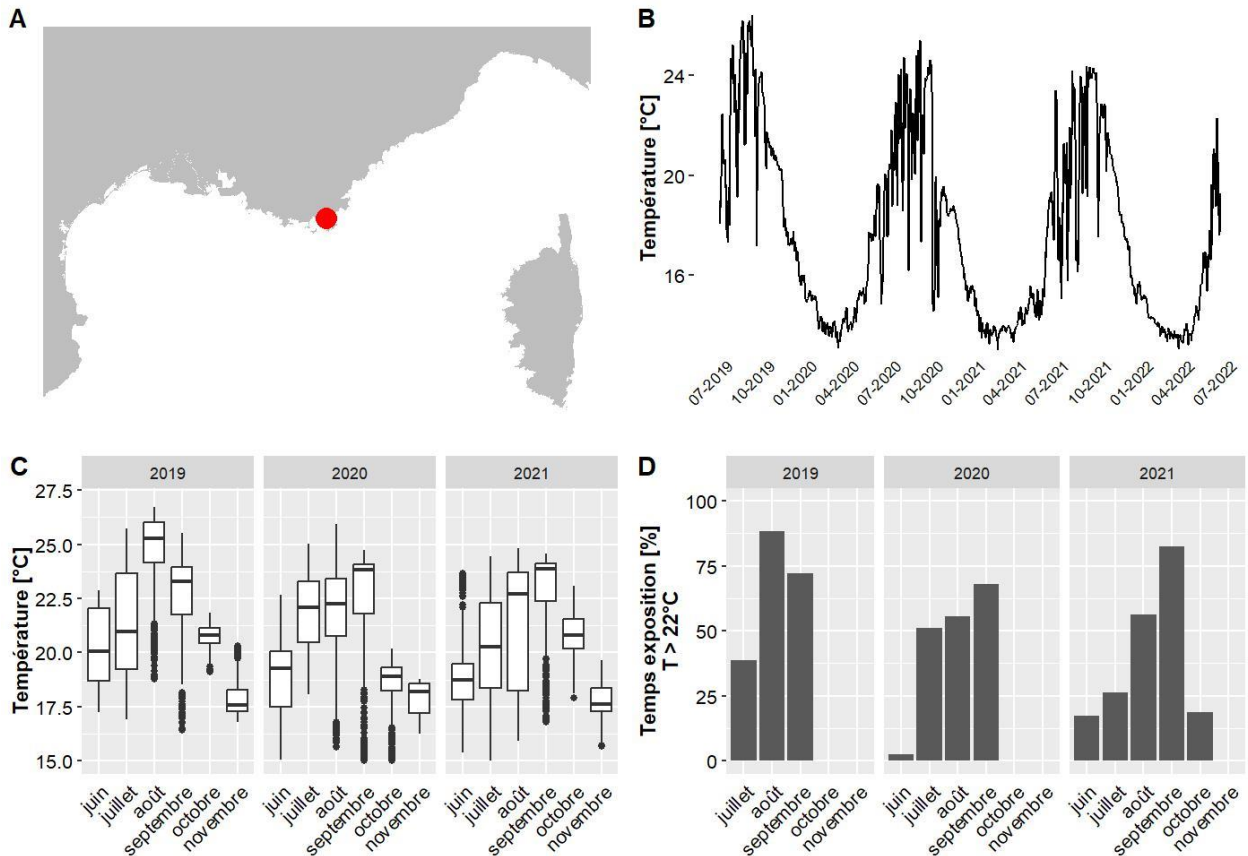 A
B
Température [°C]
24
20
16
07-2019
10-2019
01-2020
04-2020
07-2020
10-2020
01-2021
04-2021
07-2021
10-2021
01-2022
04-2022
07-2022
C
2019
2020
2021
Température [°C]
27.5
25.0
22.5
20.0
17.5
15.0
juin
juillet
août
septembre
octobre
novembre
juin
juillet
août
septembre
octobre
novembre
juin
juillet
août
septembre
octobre
novembre
D
2019
2020
2021
Temps exposition [%]
T > 22°C
100
75
50
25
0
juillet
août
septembre
octobre
novembre
juin
juillet
août
septembre
octobre
novembre
juin
juillet
août
septembre
octobre
novembre